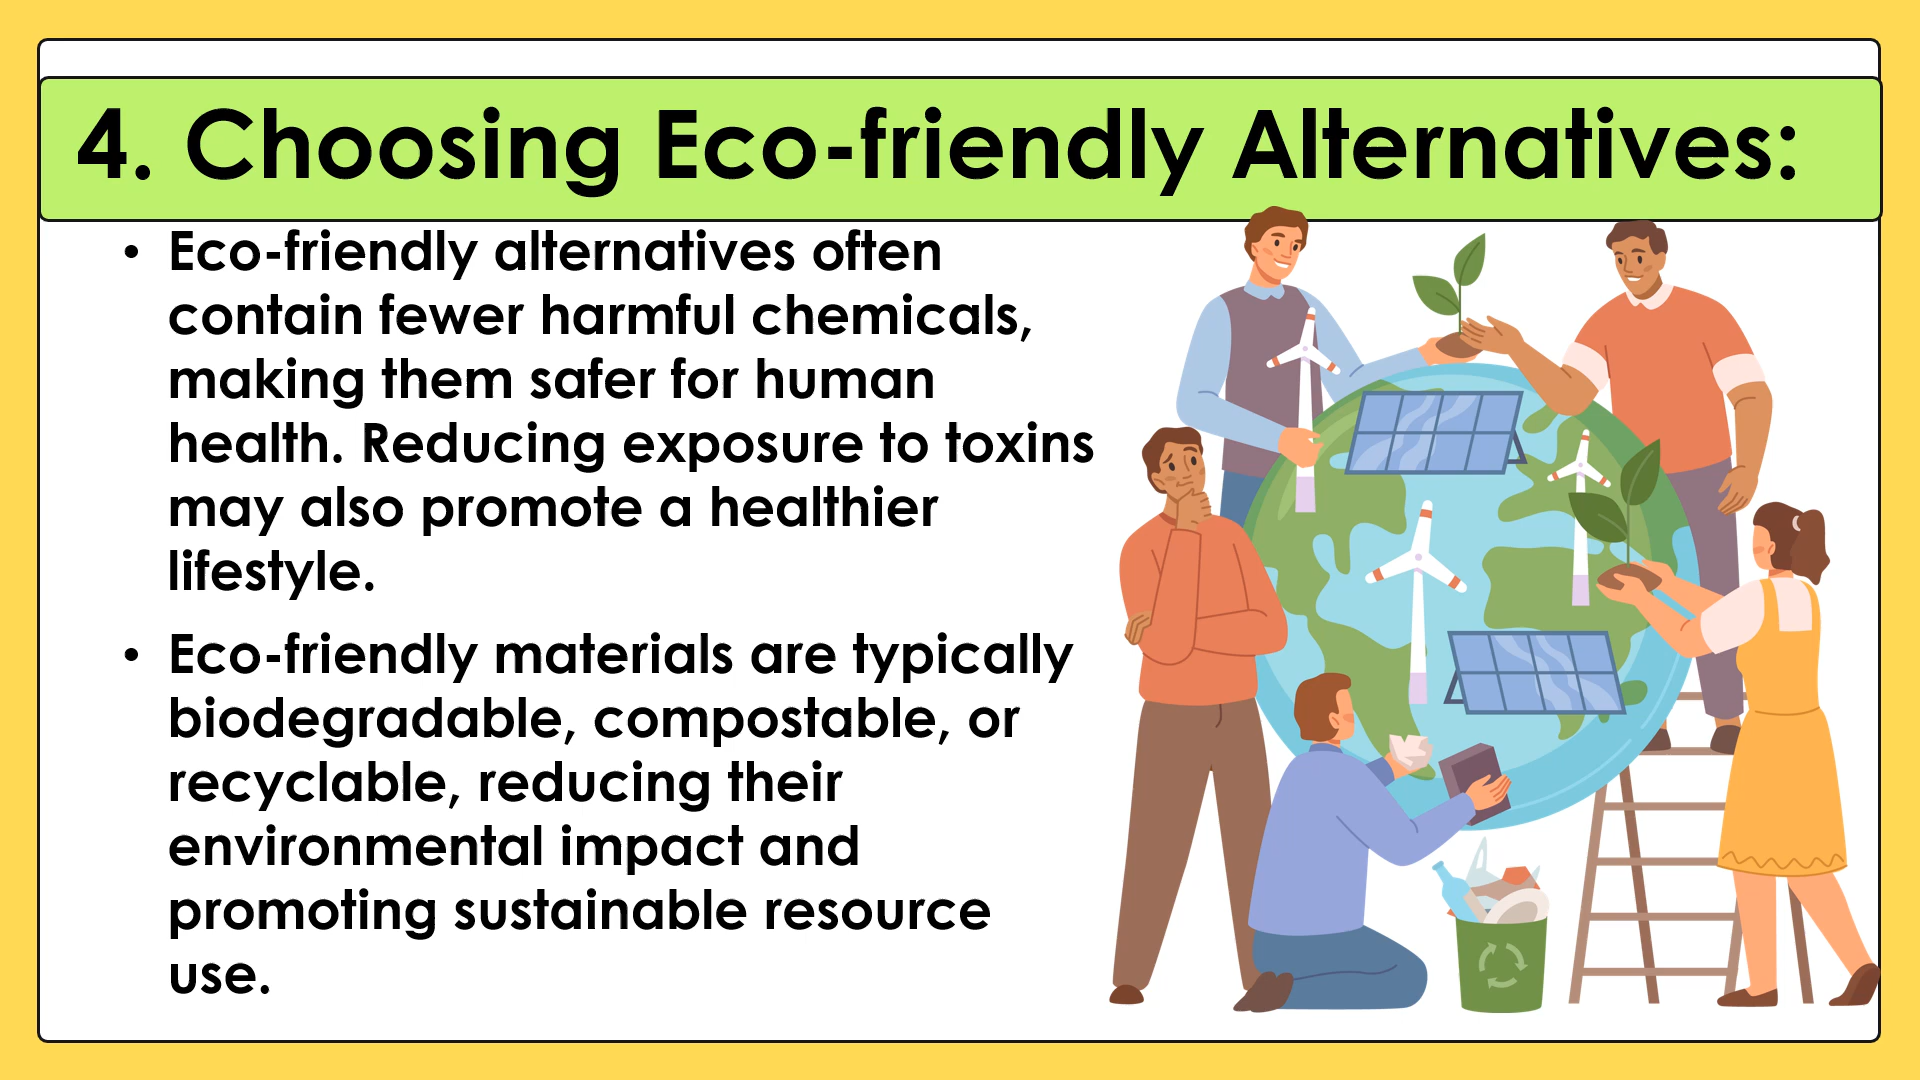 4. Choosing Eco-friendly Alternatives:
• Eco-friendly alternatives often
contain fewer harmful chemicals,
making them safer for human
health. Reducing exposure to toxins
may also promote a healthier
lifestyle.
• Eco-friendly materials are typically
biodegradable, compostable, or
recyclable, reducing their
environmental impact and
promoting sustainable resource
use.